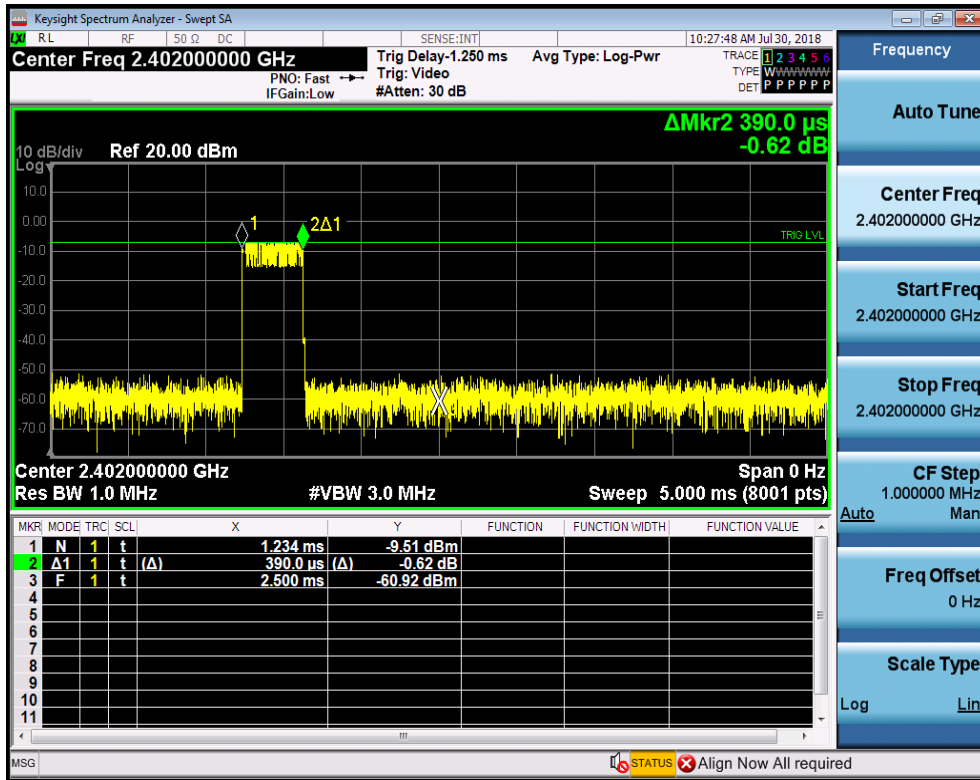 Keysight Spectrum Analyzer - Swept SA
LXI RL RF 50 Ω DC SENSE:INT 10:27:48 AM Jul 30, 2018
Center Freq 2.402000000 GHz
PNO: Fast
IFGain:Low
Trig Delay-1.250 ms
Trig: Video
#Atten: 30 dB
Avg Type: Log-Pwr
TRACE 1 2 3 4 5 6
TYPE WWWWWW
DET P P P P P P
ΔMkr2 390.0 µs
-0.62 dB
10 dB/div Ref 20.00 dBm
Log
10.0
0.00
-10.0
-20.0
-30.0
-40.0
-50.0
-60.0
-70.0
1
2Δ1
TRIG LVL
X
Center 2.402000000 GHz Span 0 Hz
Res BW 1.0 MHz #VBW 3.0 MHz Sweep 5.000 ms (8001 pts)
MKR MODE TRC SCL X Y FUNCTION FUNCTION WIDTH FUNCTION VALUE
1 N 1 t 1.234 ms -9.51 dBm
2 Δ1 1 t (Δ) 390.0 µs (Δ) -0.62 dB
3 F 1 t 2.500 ms -60.92 dBm
4
5
6
7
8
9
10
11
MSG STATUS Align Now All required
Frequency
Auto Tune
Center Freq
2.402000000 GHz
Start Freq
2.402000000 GHz
Stop Freq
2.402000000 GHz
CF Step
1.000000 MHz
Auto Man
Freq Offset
0 Hz
Scale Type
Log Lin